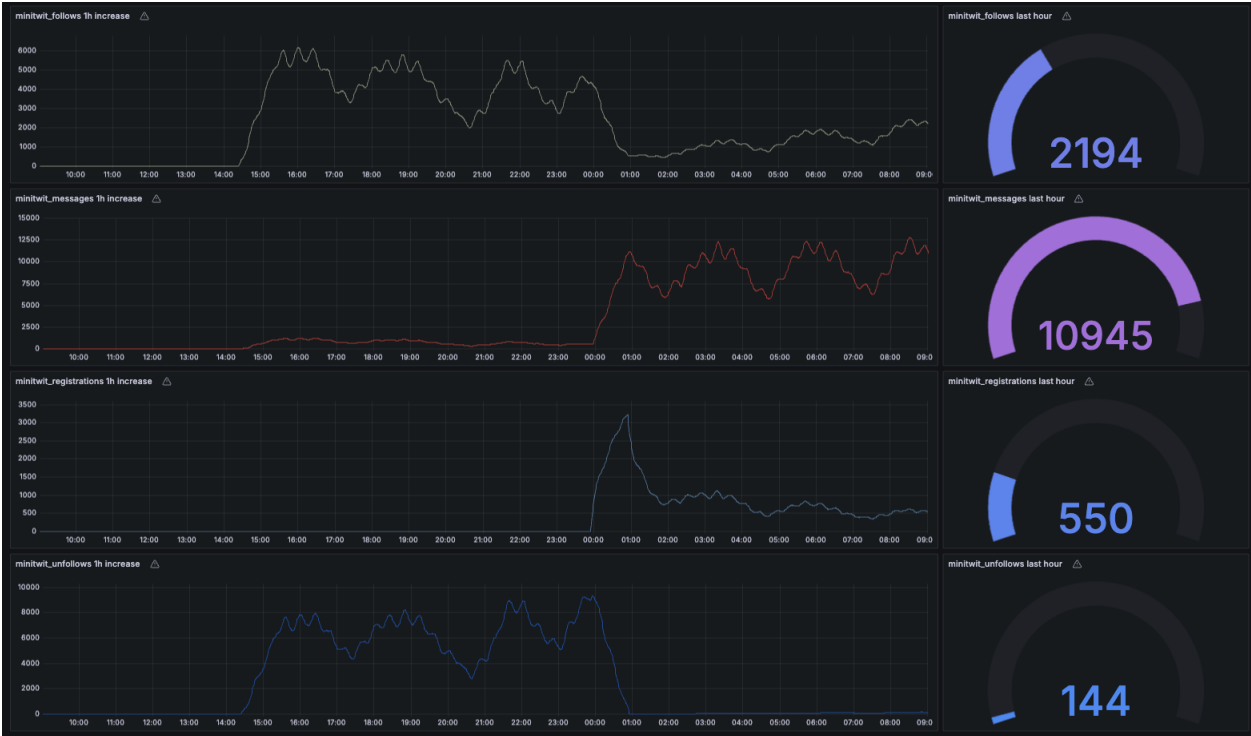 minitwit_follows 1h increase
6000
5000
4000
3000
2000
1000
0
10:00 11:00 12:00 13:00 14:00 15:00 16:00 17:00 18:00 19:00 20:00 21:00 22:00 23:00 00:00 01:00 02:00 03:00 04:00 05:00 06:00 07:00 08:00 09:0
minitwit_follows last hour
2194
minitwit_messages 1h increase
15000
12500
10000
7500
5000
2500
0
10:00 11:00 12:00 13:00 14:00 15:00 16:00 17:00 18:00 19:00 20:00 21:00 22:00 23:00 00:00 01:00 02:00 03:00 04:00 05:00 06:00 07:00 08:00 09:0
minitwit_messages last hour
10945
minitwit_registrations 1h increase
3500
3000
2500
2000
1500
1000
500
0
10:00 11:00 12:00 13:00 14:00 15:00 16:00 17:00 18:00 19:00 20:00 21:00 22:00 23:00 00:00 01:00 02:00 03:00 04:00 05:00 06:00 07:00 08:00 09:0
minitwit_registrations last hour
550
minitwit_unfollows 1h increase
10000
8000
6000
4000
2000
0
10:00 11:00 12:00 13:00 14:00 15:00 16:00 17:00 18:00 19:00 20:00 21:00 22:00 23:00 00:00 01:00 02:00 03:00 04:00 05:00 06:00 07:00 08:00 09:0
minitwit_unfollows last hour
144